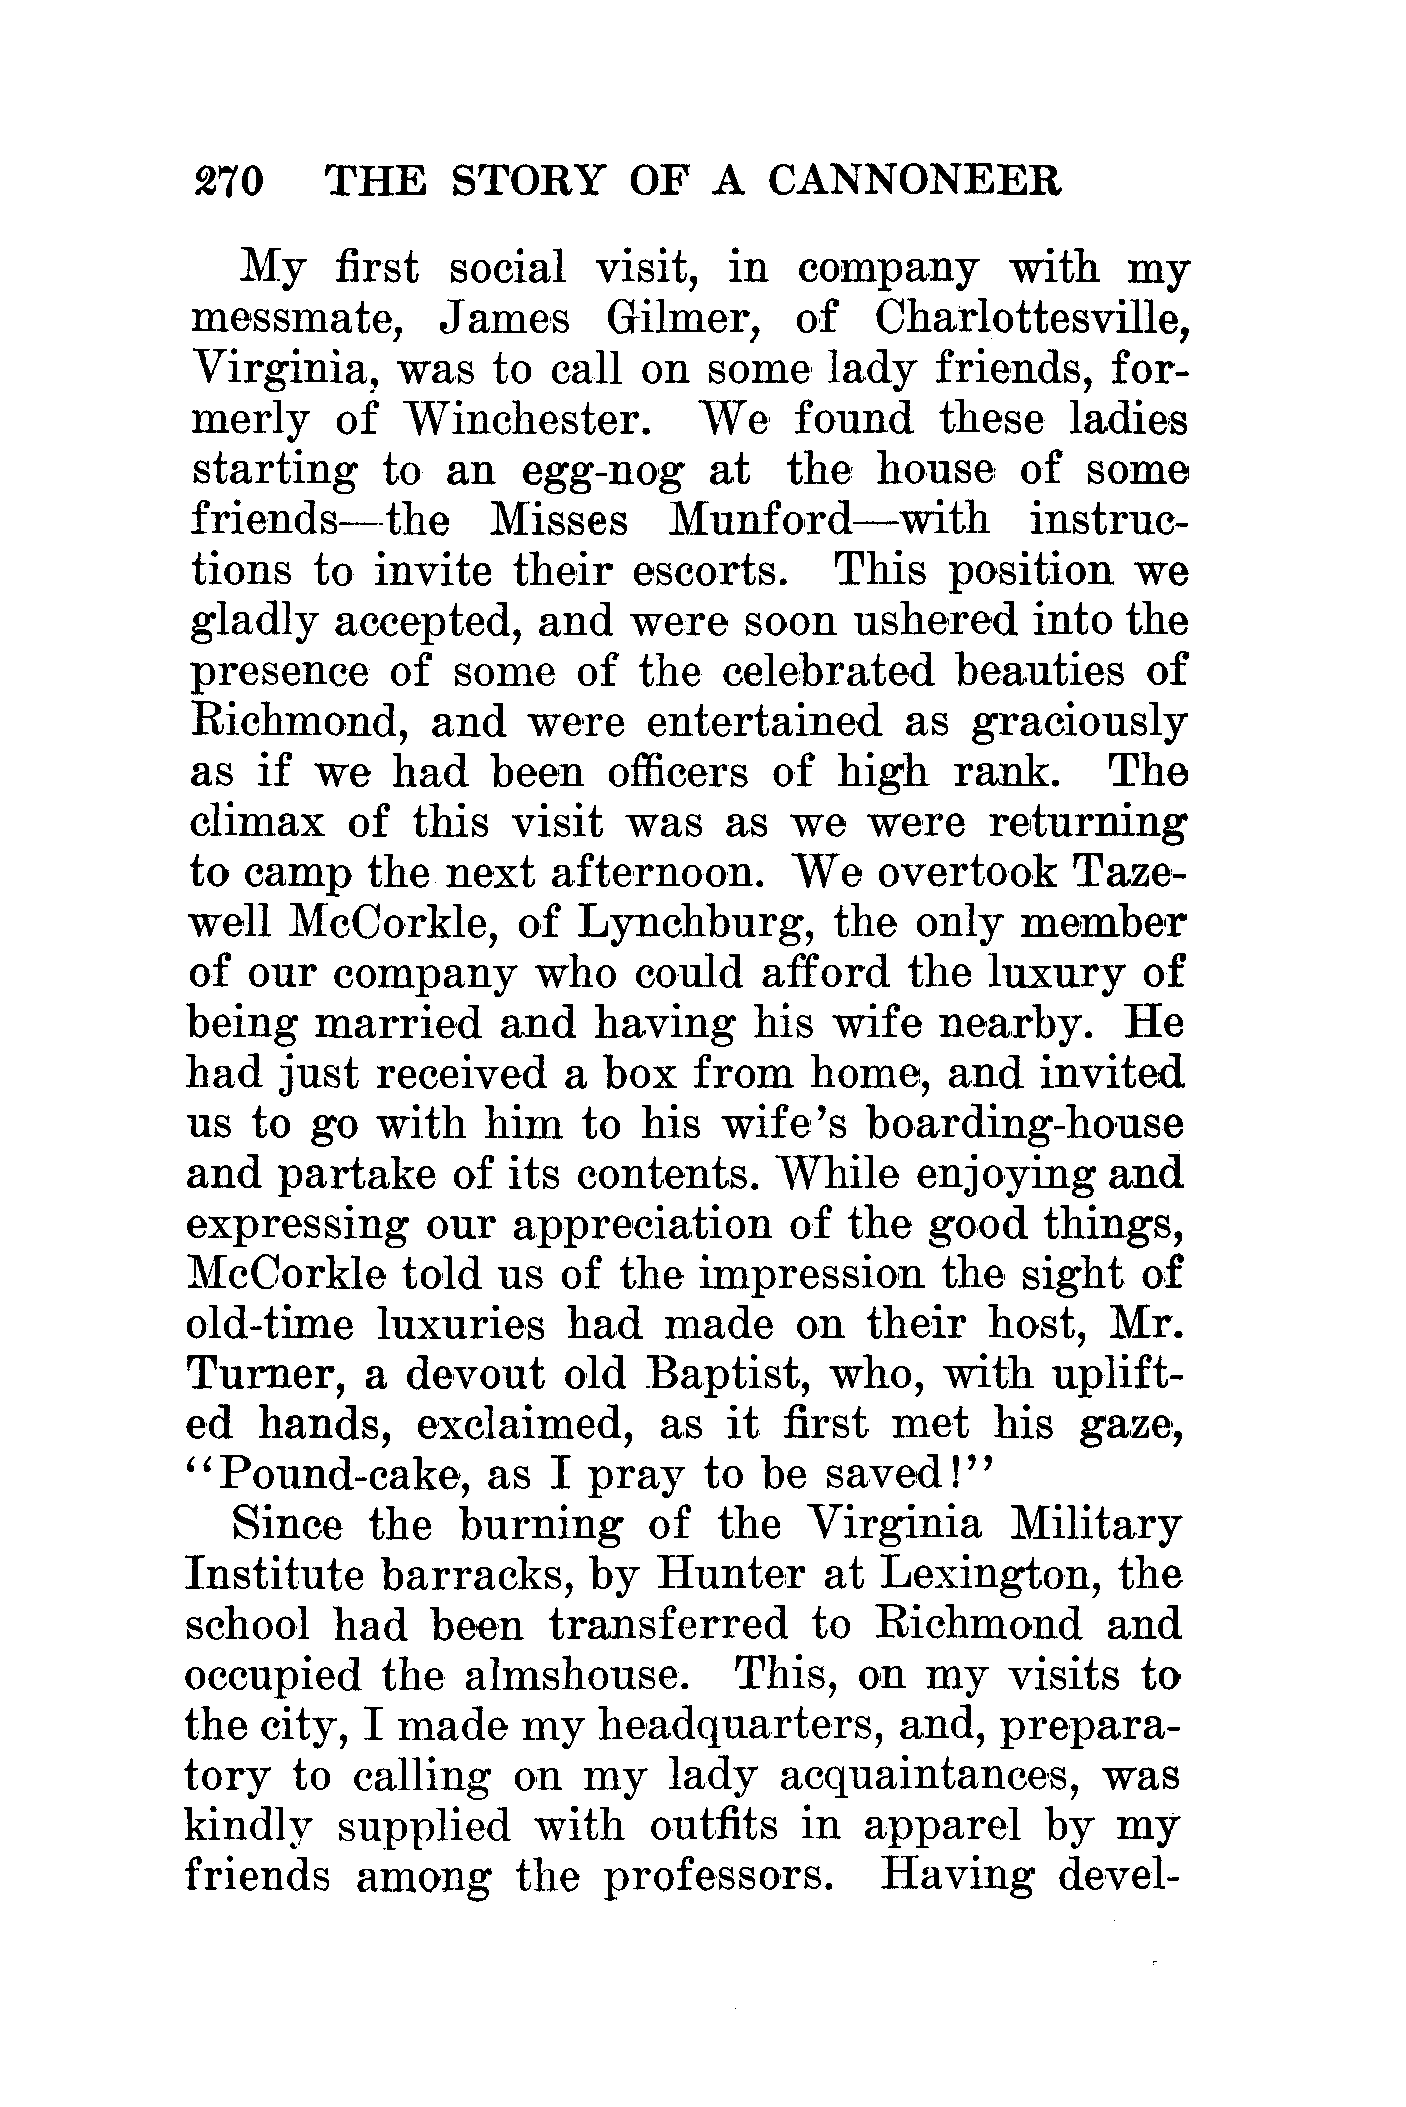 270 THE STORY OF A CANNONEER
My first social visit, in company with my
messmate, James Gilmer, of Charlottesville,
Virginia, was to call on some lady friends, for-
merly of Winchester. We found these ladies
starting to an egg-nog at the house of some
friends—the Misses Munford—with instruc-
tions to invite their escorts. This position we
gladly accepted, and were soon ushered into the
presence of some of the celebrated beauties of
Richmond, and were entertained as graciously
as if we had been officers of high rank. The
climax of this visit was as we were returning
to camp the next afternoon. We overtook Taze-
well McCorkle, of Lynchburg, the only member
of our company who could afford the luxury of
being married and having his wife nearby. He
had just received a box from home, and invited
us to go with him to his wife's boarding-house
and partake of its contents. While enjoying and
expressing our appreciation of the good things,
McCorkle told us of the impression the sight of
old-time luxuries had made on their host, Mr.
Turner, a devout old Baptist, who, with uplift-
ed hands, exclaimed, as it first met his gaze,
"Pound-cake, as I pray to be saved!"
Since the burning of the Virginia Military
Institute barracks, by Hunter at Lexington, the
school had been transferred to Richmond and
occupied the almshouse. This, on my visits to
the city, I made my headquarters, and, prepara-
tory to calling on my lady acquaintances, was
kindly supplied with outfits in apparel by my
friends among the professors. Having devel-